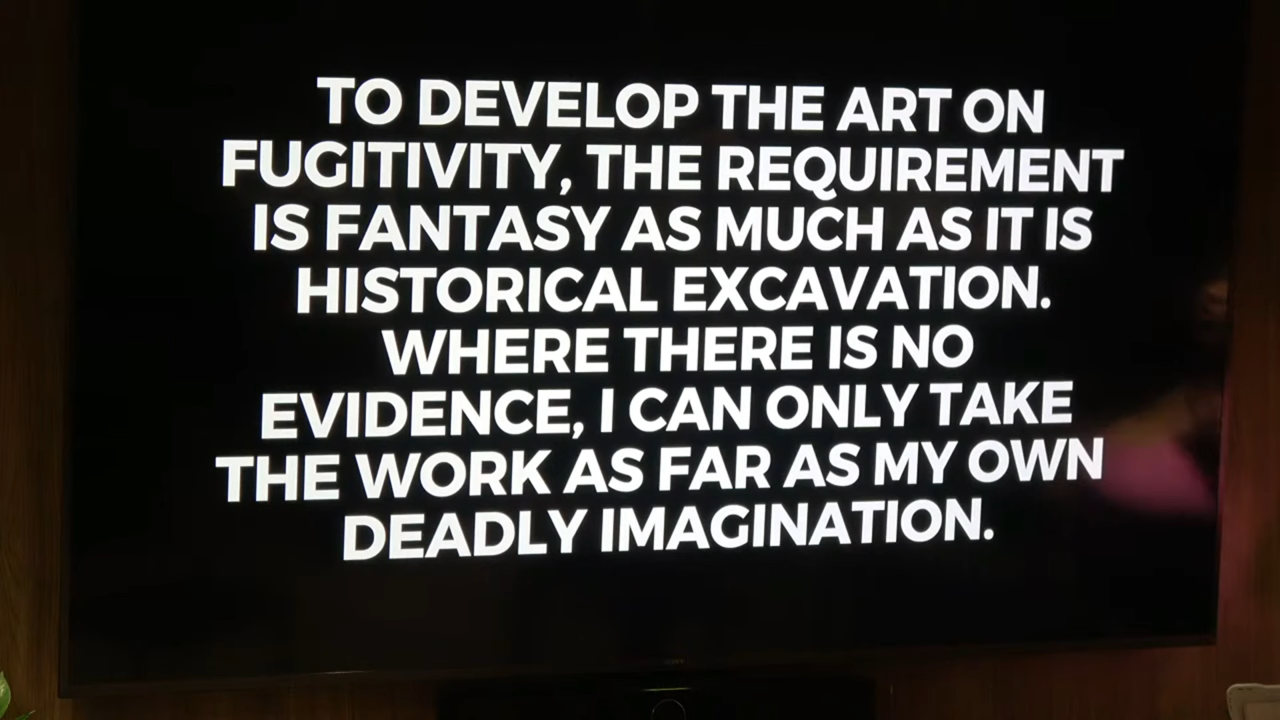 TO DEVELOP THE ART ON
FUGITIVITY, THE REQUIREMENT
IS FANTASY AS MUCH AS IT IS
HISTORICAL EXCAVATION.
WHERE THERE IS NO
EVIDENCE, I CAN ONLY TAKE
THE WORK AS FAR AS MY OWN
DEADLY IMAGINATION.